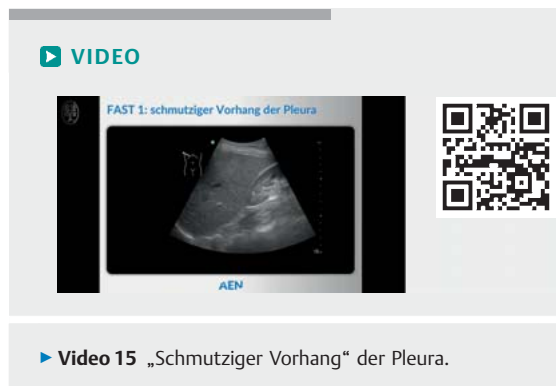 VIDEO
FAST 1: schmutziger Vorhang der Pleura
AEN
▶ Video 15 „Schmutziger Vorhang“ der Pleura.